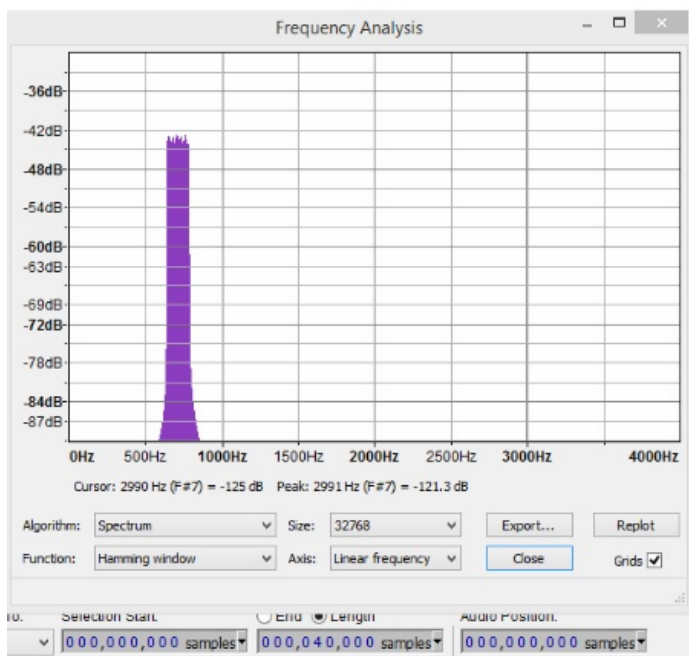 Frequency Analysis
-36dB
-42dB
-48dB
-54dB
-60dB
-63dB
-69dB
-72dB
-78dB
-84dB
-87dB
0Hz 500Hz 1000Hz 1500Hz 2000Hz 2500Hz 3000Hz 4000Hz
Cursor: 2990 Hz (F#7) = -125 dB Peak: 2991 Hz (F#7) = -121.3 dB
Algorithm: Spectrum Size: 32768 Export... Replot
Function: Hamming window Axis: Linear frequency Close Grids
Selection Start: End Length Audio Position:
000,000,000 samples 000,040,000 samples 000,000,000 samples